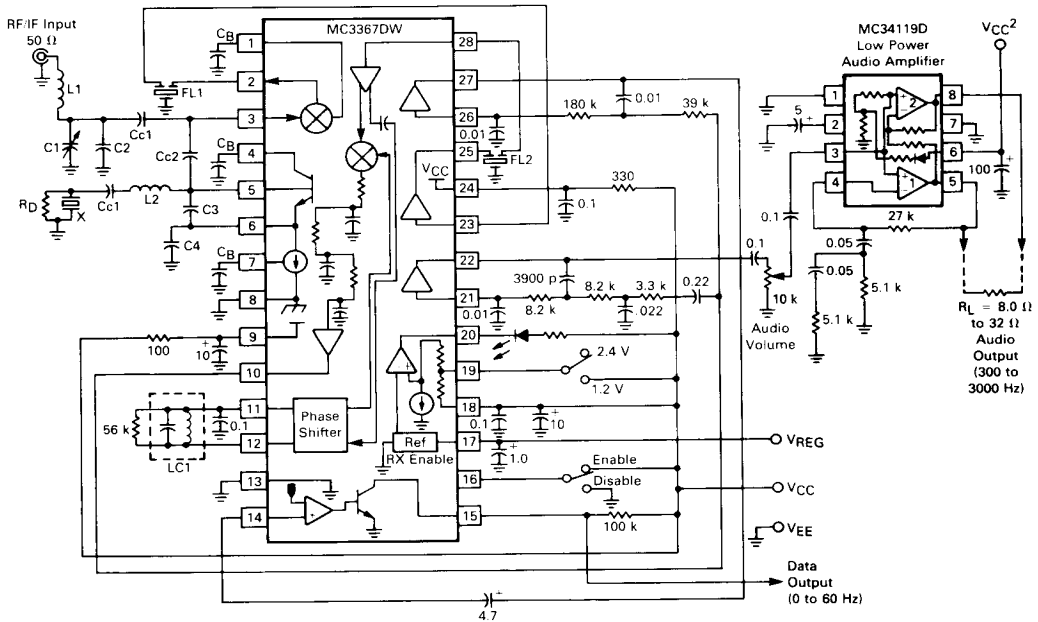 RF/IF Input
50 Ω
L1
C1
C2
Cc1
Cc2
FL1
RD
X
Cc1
L2
C3
C4
CB
CB
CB
100
+
10
56 k
LC1
0.1
MC3367DW
1
2
3
4
5
6
7
8
9
10
11
12
13
14
28
27
26
25
24
23
22
21
20
19
18
17
16
15
VCC
Phase
Shifter
Ref
RX Enable
+
+
0.01
180 k
39 k
0.01
FL2
330
0.1
3900 p
0.01
8.2 k
8.2 k
.022
3.3 k
0.22
2.4 V
1.2 V
0.1
+
10
+
1.0
Enable
Disable
100 k
4.7
+
0.1
10 k
Audio
Volume
0.1
MC34119D
Low Power
Audio Amplifier
VCC²
1
2
3
4
8
7
6
5
+
-
2
+
-
1
5
+
100
+
27 k
0.05
0.05
5.1 k
5.1 k
RL = 8.0 Ω
to 32 Ω
Audio
Output
(300 to
3000 Hz)
VREG
VCC
VEE
Data
Output
(0 to 60 Hz)